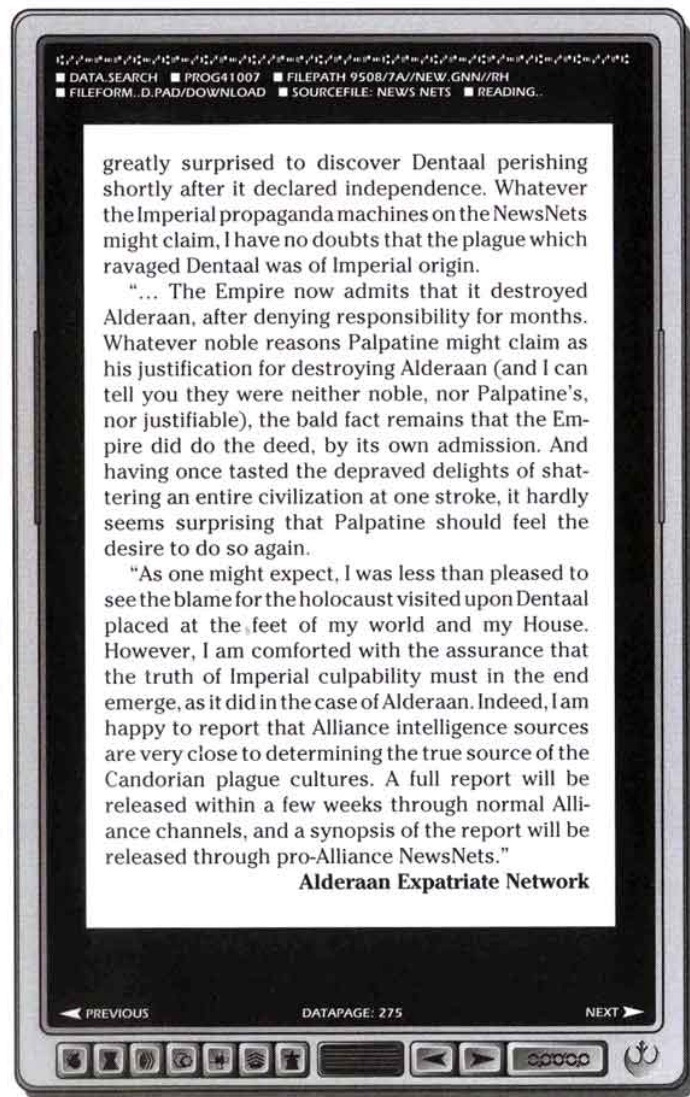 ■ DATA.SEARCH ■ PROG41007 ■ FILEPATH 9508/7A//NEW.GNN//RH
■ FILEFORM..D.PAD/DOWNLOAD ■ SOURCEFILE: NEWS NETS ■ READING..
greatly surprised to discover Dentaal perishing
shortly after it declared independence. Whatever
the Imperial propaganda machines on the NewsNets
might claim, I have no doubts that the plague which
ravaged Dentaal was of Imperial origin.
“... The Empire now admits that it destroyed
Alderaan, after denying responsibility for months.
Whatever noble reasons Palpatine might claim as
his justification for destroying Alderaan (and I can
tell you they were neither noble, nor Palpatine's,
nor justifiable), the bald fact remains that the Em-
pire did do the deed, by its own admission. And
having once tasted the depraved delights of shat-
tering an entire civilization at one stroke, it hardly
seems surprising that Palpatine should feel the
desire to do so again.
“As one might expect, I was less than pleased to
see the blame for the holocaust visited upon Dentaal
placed at the feet of my world and my House.
However, I am comforted with the assurance that
the truth of Imperial culpability must in the end
emerge, as it did in the case of Alderaan. Indeed, I am
happy to report that Alliance intelligence sources
are very close to determining the true source of the
Candorian plague cultures. A full report will be
released within a few weeks through normal Alli-
ance channels, and a synopsis of the report will be
released through pro-Alliance NewsNets.”
Alderaan Expatriate Network
PREVIOUS DATAPAGE: 275 NEXT